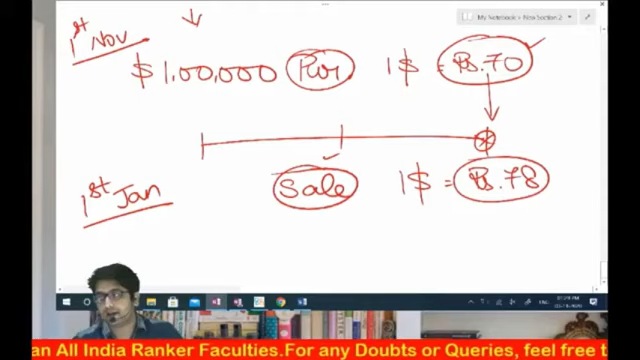 My Notebook > New Section 2
1st Nov
$ 1,00,000 Pur 1$ = Rs.70
1st Jan
Sale 1$ = Rs.78
an All India Ranker Faculties.For any Doubts or Queries, feel free t